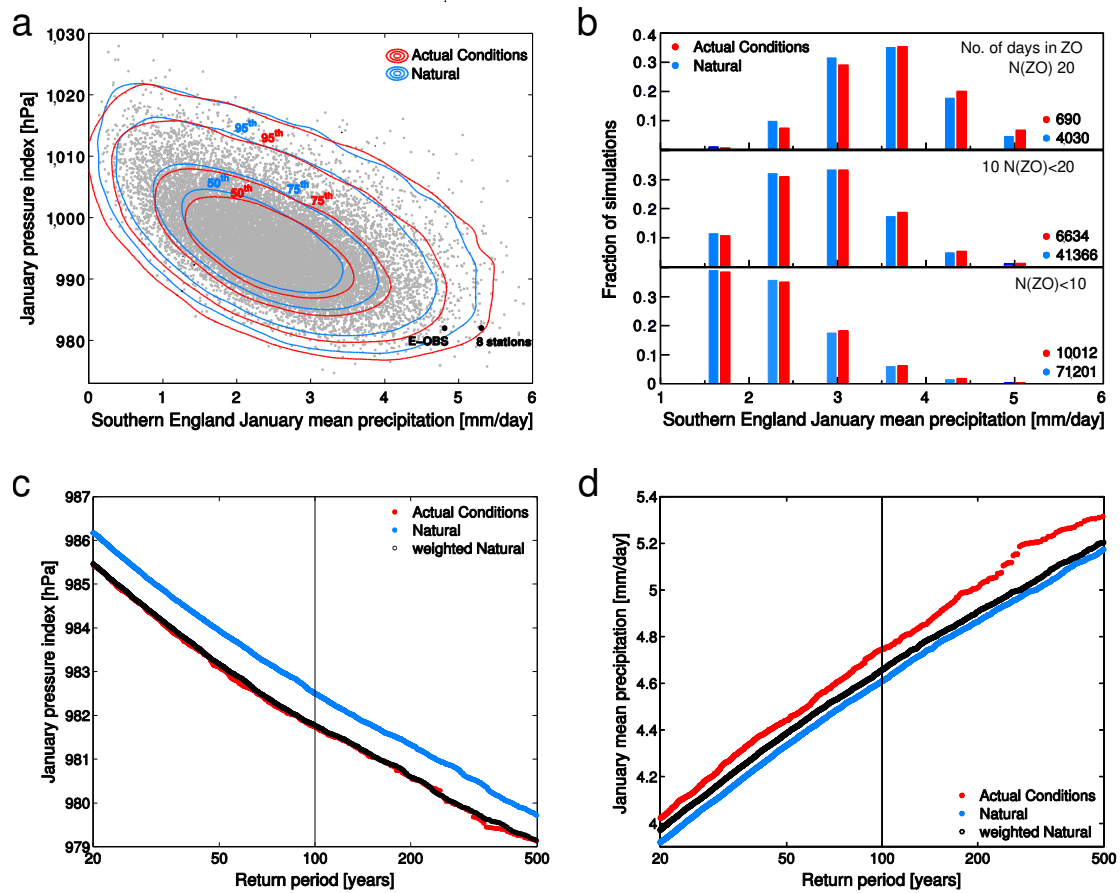 a
1,030
1,020
1,010
1,000
990
980
January pressure index [hPa]
Actual Conditions
Natural
95th
95th
50th
50th
75th
75th
E-OBS
8 stations
0 1 2 3 4 5 6
Southern England January mean precipitation [mm/day]
b
0.4
0.3
0.2
0.1
0.3
0.2
0.1
0.3
0.2
0.1
0
Fraction of simulations
Actual Conditions
Natural
No. of days in ZO
N(ZO) 20
690
4030
10 N(ZO)<20
6634
41366
N(ZO)<10
10012
71,201
1 2 3 4 5 6
Southern England January mean precipitation [mm/day]
c
987
986
985
984
983
982
981
980
979
January pressure index [hPa]
Actual Conditions
Natural
weighted Natural
20 50 100 200 500
Return period [years]
d
5.4
5.2
5
4.8
4.6
4.4
4.2
4
January mean precipitation [mm/day]
Actual Conditions
Natural
weighted Natural
20 50 100 200 500
Return period [years]